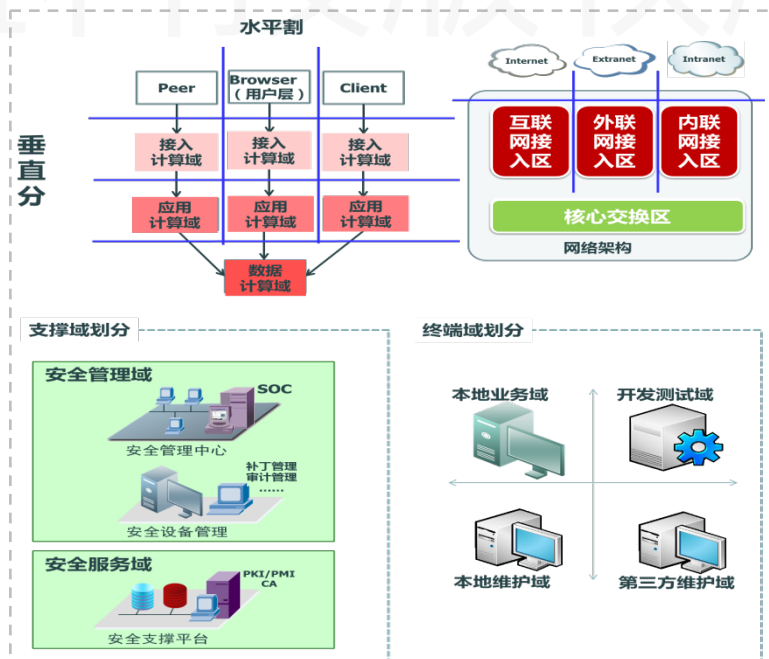 水平割
垂
直
分
Peer
Browser
（用户层）
Client
接入
计算域
接入
计算域
接入
计算域
应用
计算域
应用
计算域
应用
计算域
数据
计算域
Internet
Extranet
Intranet
互联
网接
入区
外联
网接
入区
内联
网接
入区
核心交换区
网络架构
支撑域划分
安全管理域
SOC
安全管理中心
补丁管理
审计管理
......
安全设备管理
安全服务域
PKI/PMI
CA
安全支撑平台
终端域划分
本地业务域
开发测试域
本地维护域
第三方维护域